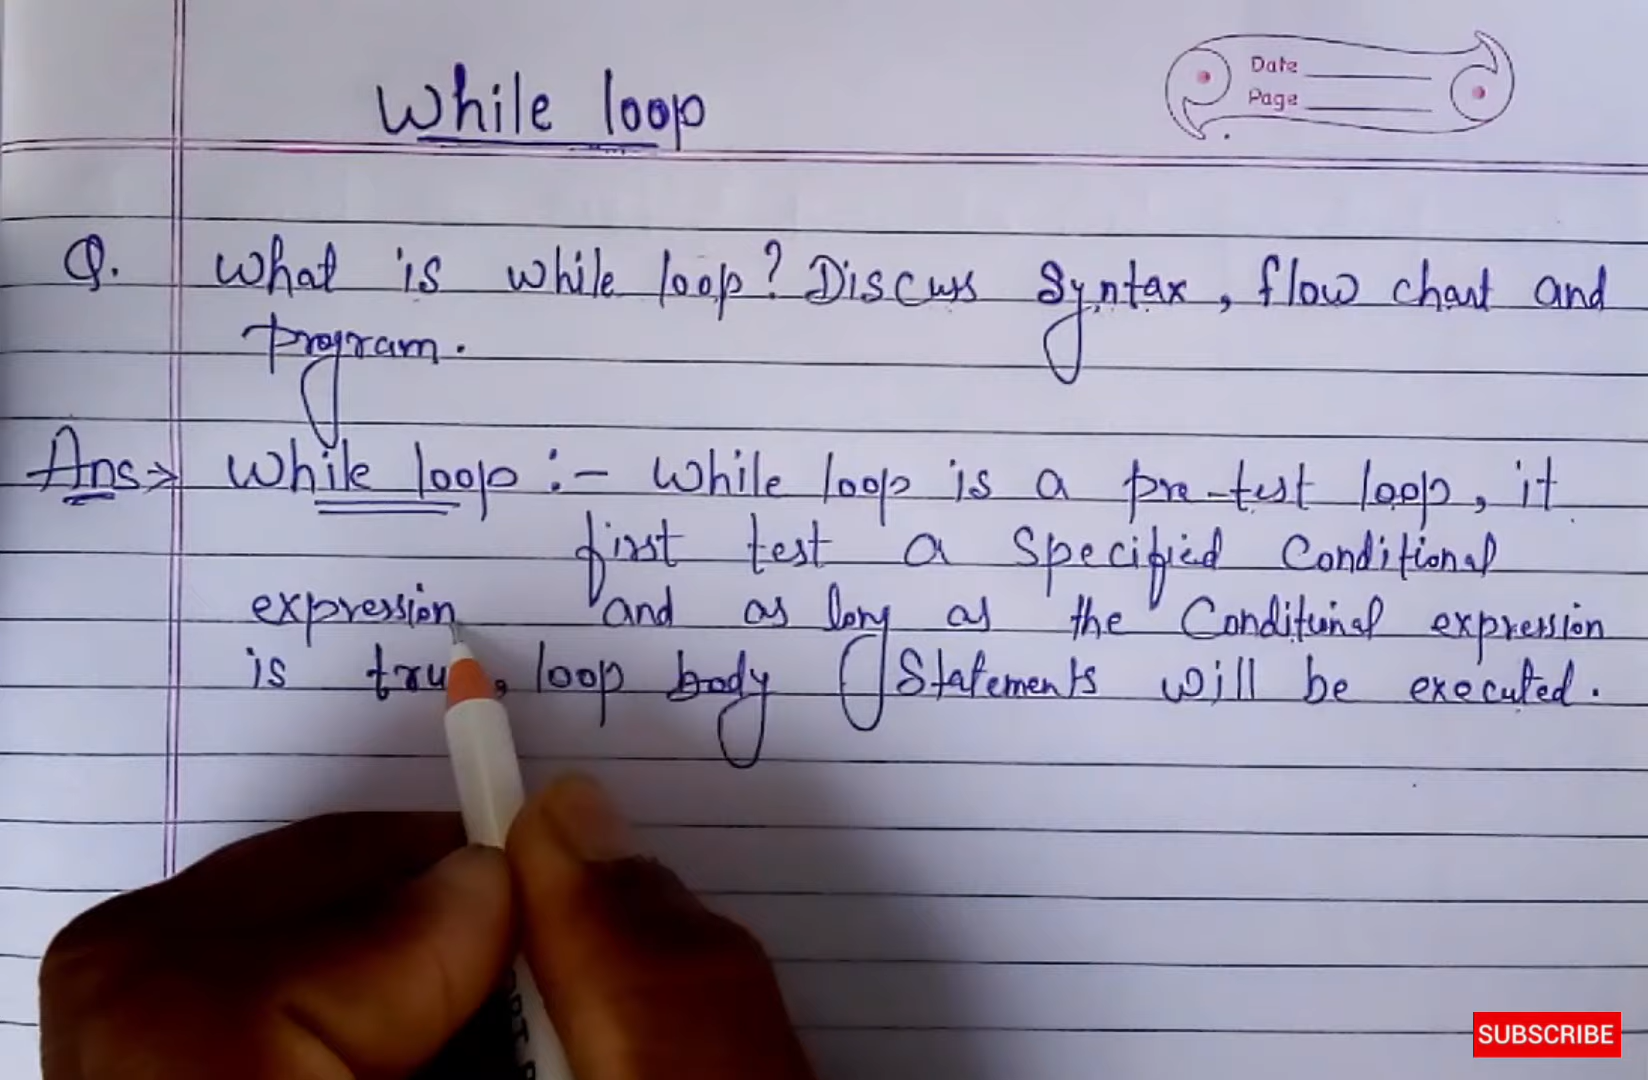 While loop
Date
Page
Q. What is while loop? Discuss Syntax, flow chart and
program.
Ans⇒ While loop :- While loop is a pre-test loop, it
first test a specified Conditional
expression and as long as the Conditional expression
is true, loop body Statements will be executed.
SUBSCRIBE